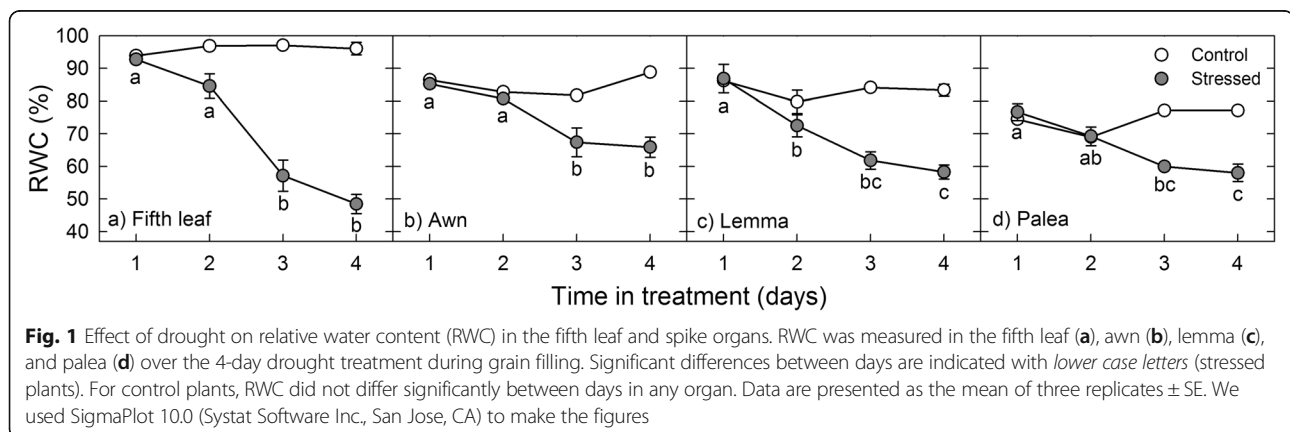 100
90
80
70
60
50
40
RWC (%)
a
a
b
b
a) Fifth leaf
a
a
b
b
b) Awn
a
b
bc
c
c) Lemma
Control
Stressed
a
ab
bc
c
d) Palea
1 2 3 4 1 2 3 4 1 2 3 4 1 2 3 4
Time in treatment (days)
Fig. 1 Effect of drought on relative water content (RWC) in the fifth leaf and spike organs. RWC was measured in the fifth leaf (a), awn (b), lemma (c),
and palea (d) over the 4-day drought treatment during grain filling. Significant differences between days are indicated with lower case letters (stressed
plants). For control plants, RWC did not differ significantly between days in any organ. Data are presented as the mean of three replicates ± SE. We
used SigmaPlot 10.0 (Systat Software Inc., San Jose, CA) to make the figures